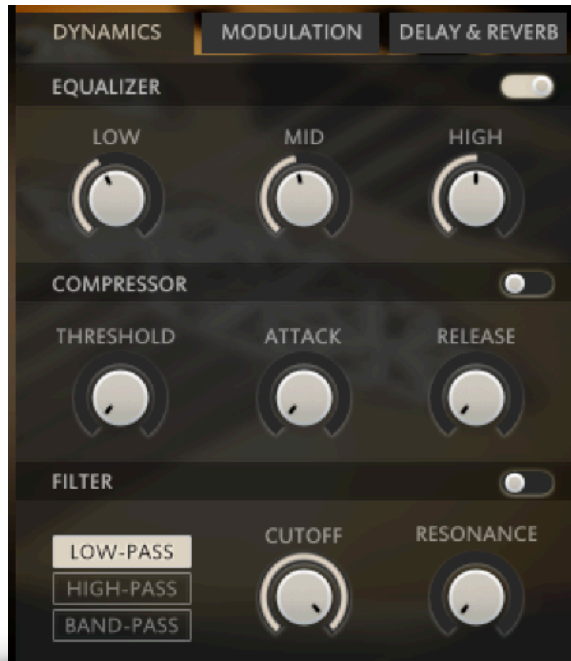 DYNAMICS MODULATION DELAY & REVERB
EQUALIZER
LOW MID HIGH
COMPRESSOR
THRESHOLD ATTACK RELEASE
FILTER
CUTOFF RESONANCE
LOW-PASS
HIGH-PASS
BAND-PASS